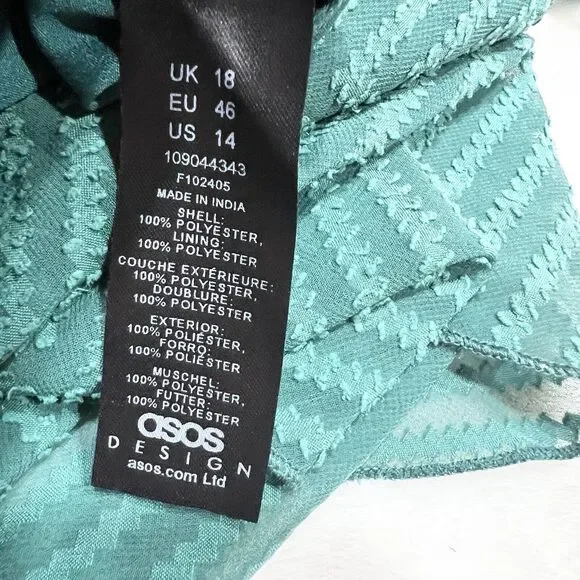 UK 18
EU 46
US 14
109044343
F102405
MADE IN INDIA
SHELL:
100% POLYESTER,
LINING:
100% POLYESTER
COUCHE EXTÉRIEURE:
100% POLYESTER,
DOUBLURE:
100% POLYESTER
EXTERIOR:
100% POLIÉSTER,
FORRO:
100% POLIÉSTER
MUSCHEL:
100% POLYESTER,
FUTTER:
100% POLYESTER
asos
DESIGN
asos.com Ltd